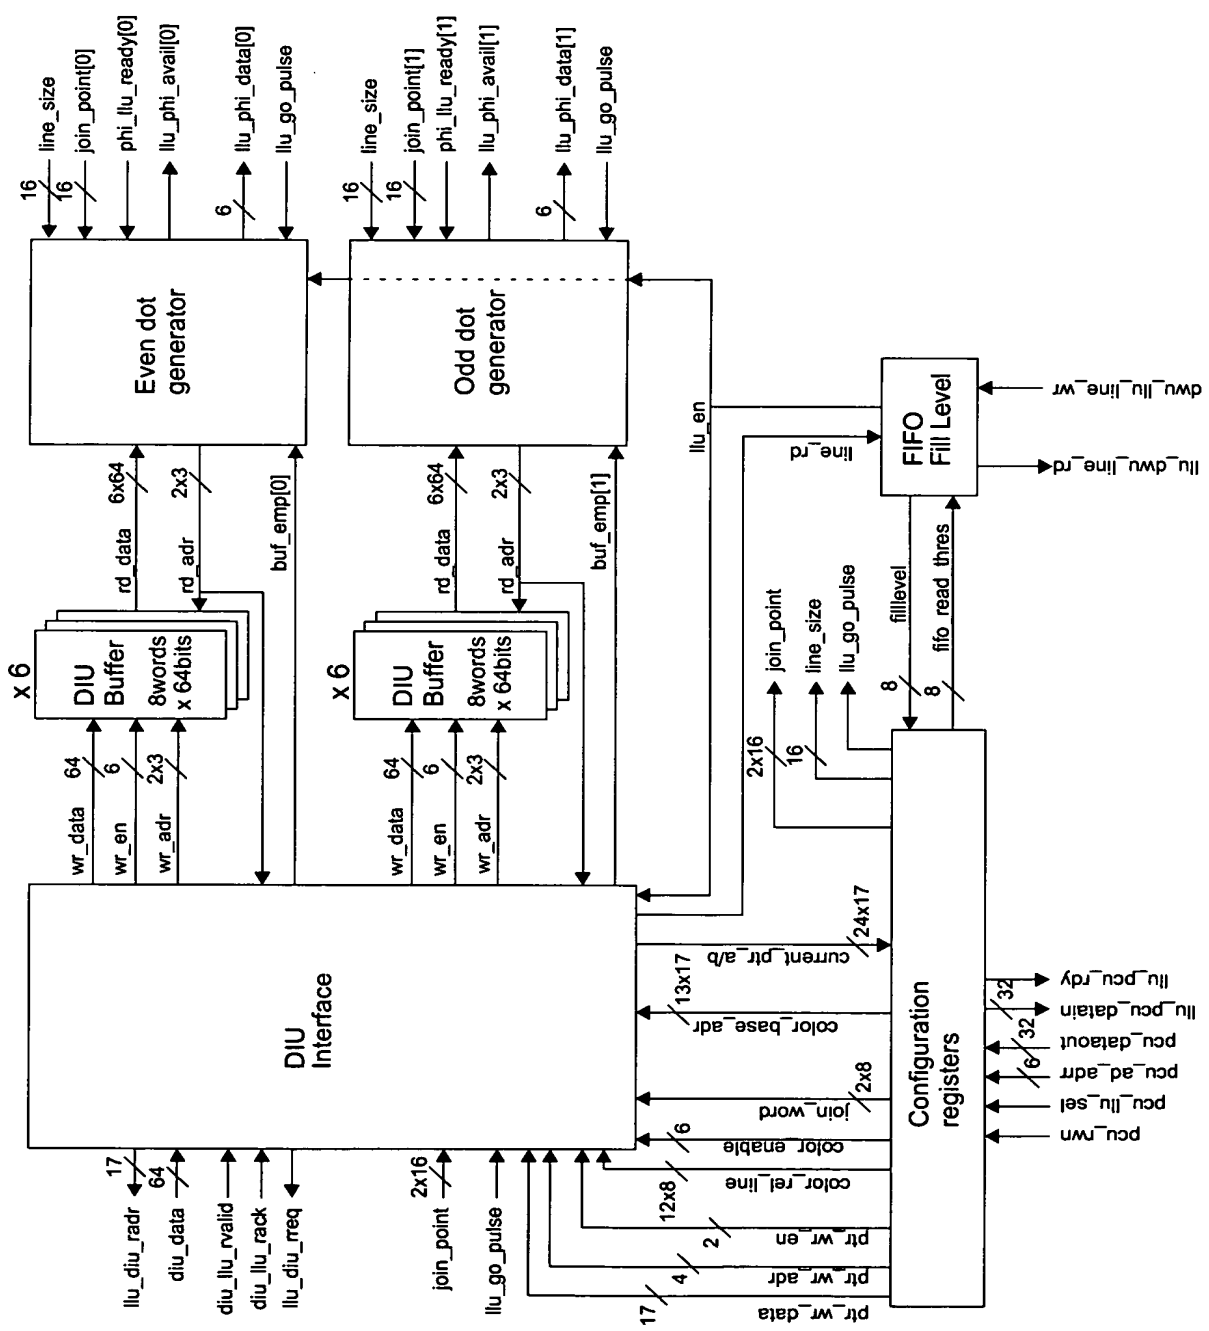 line_size
16
join_point[0]
16
phi_llu_ready[0]
llu_phi_avail[0]
llu_phi_data[0]
6
llu_go_pulse
line_size
16
join_point[1]
16
phi_llu_ready[1]
llu_phi_avail[1]
llu_phi_data[1]
6
llu_go_pulse
Even dot
generator
Odd dot
generator
rd_data
6x64
rd_adr
2x3
buf_emp[0]
rd_data
6x64
rd_adr
2x3
buf_emp[1]
llu_en
line_rd
FIFO
Fill Level
dwu_llu_line_wr
llu_dwu_line_rd
x 6
DIU
Buffer
8words
x 64bits
x 6
DIU
Buffer
8words
x 64bits
wr_data
64
wr_en
6
wr_adr
2x3
wr_data
64
wr_en
6
wr_adr
2x3
join_point
2x16
line_size
16
llu_go_pulse
filllevel
8
fifo_read_thres
8
DIU
Interface
current_ptr_a/b
24x17
color_base_adr
13x17
join_word
2x8
color_enable
6
color_rel_line
12x8
ptr_wr_en
2
ptr_wr_adr
4
ptr_wr_data
17
llu_diu_radr
17
diu_data
64
diu_llu_rvalid
diu_llu_rack
llu_diu_rreq
join_point
2x16
llu_go_pulse
Configuration
registers
llu_pcu_rdy
llu_pcu_datain
32
pcu_dataout
32
pcu_ad_adrr
6
pcu_llu_sel
pcu_rwn